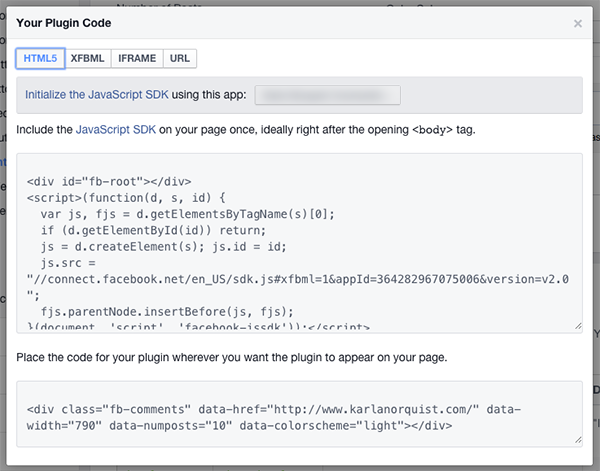 Your Plugin Code ×
HTML5 XFBML IFRAME URL
Initialize the JavaScript SDK using this app:
Include the JavaScript SDK on your page once, ideally right after the opening <body> tag.
<div id="fb-root"></div>
<script>(function(d, s, id) {
var js, fjs = d.getElementsByTagName(s)[0];
if (d.getElementById(id)) return;
js = d.createElement(s); js.id = id;
js.src =
"//connect.facebook.net/en_US/sdk.js#xfbml=1&appId=364282967075006&version=v2.0
";
fjs.parentNode.insertBefore(js, fjs);
}(document, 'script', 'facebook-jssdk'));</script>
Place the code for your plugin wherever you want the plugin to appear on your page.
<div class="fb-comments" data-href="http://www.karlanorquist.com/" data-
width="790" data-numposts="10" data-colorscheme="light"></div>